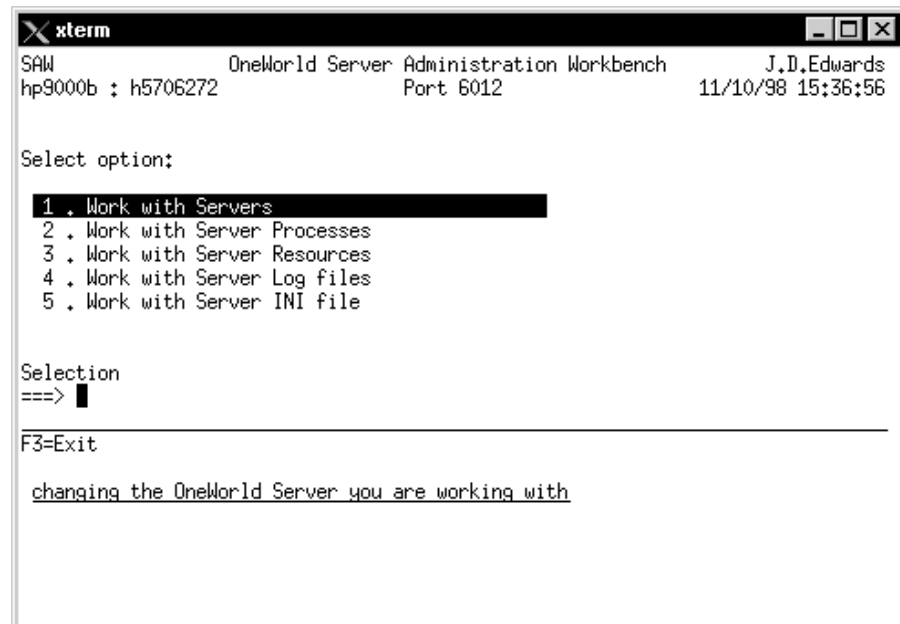 xterm
SAW OneWorld Server Administration Workbench J.D.Edwards
hp9000b : h5706272 Port 6012 11/10/98 15:36:56
Select option:
1 . Work with Servers
2 . Work with Server Processes
3 . Work with Server Resources
4 . Work with Server Log files
5 . Work with Server INI file
Selection
===>
F3=Exit
changing the OneWorld Server you are working with